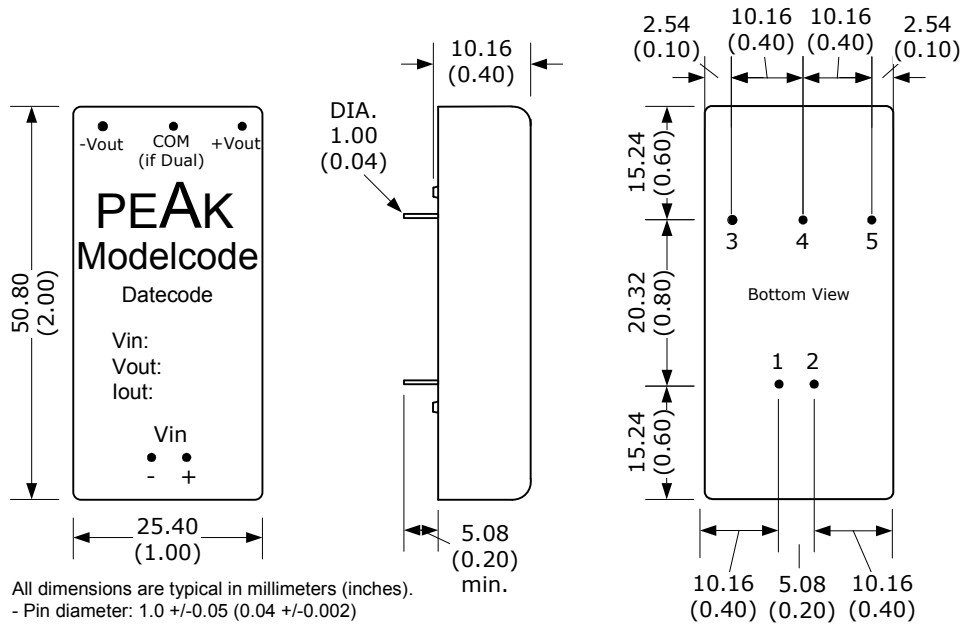 -Vout
COM
(if Dual)
+Vout
PEAK
Modelcode
Datecode
Vin:
Vout:
Iout:
Vin
- +
50.80
(2.00)
25.40
(1.00)
10.16
(0.40)
DIA.
1.00
(0.04)
5.08
(0.20)
min.
2.54
(0.10)
10.16
(0.40)
10.16
(0.40)
2.54
(0.10)
15.24
(0.60)
20.32
(0.80)
15.24
(0.60)
3 4 5
Bottom View
1 2
10.16
(0.40)
5.08
(0.20)
10.16
(0.40)
All dimensions are typical in millimeters (inches).
- Pin diameter: 1.0 +/-0.05 (0.04 +/-0.002)